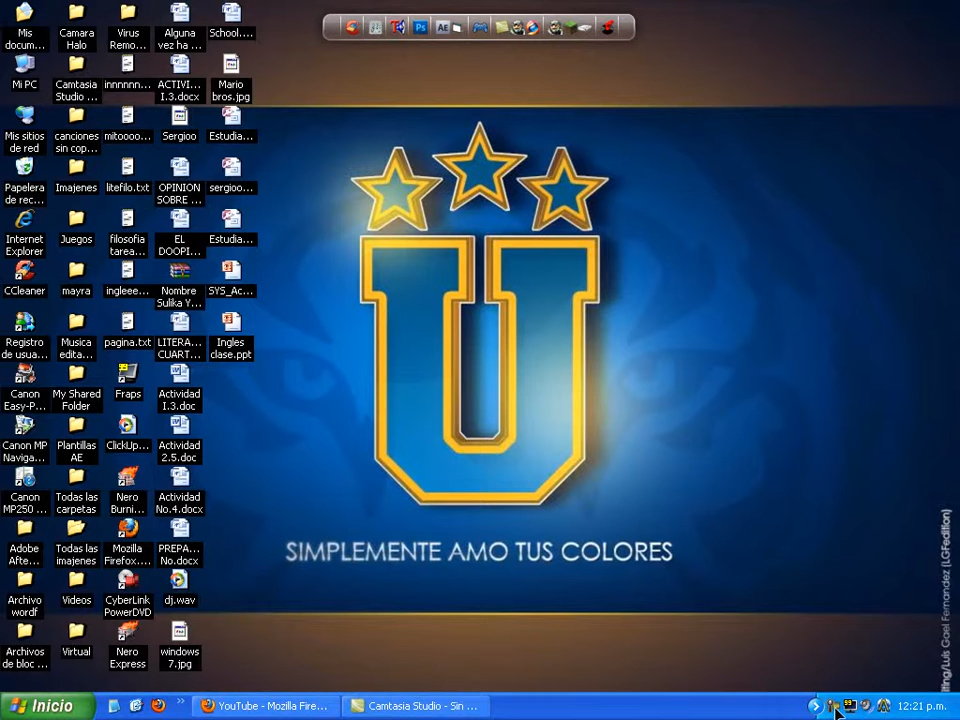 Mis
docum...
Camara
Halo
Virus
Remo...
Alguna
vez ha ...
School....
Mi PC
Camtasia
Studio ...
innnnnn...
ACTIVI...
I.3.docx
Mario
bros.jpg
Mis sitios
de red
canciones
sin cop...
mitoooo...
Sergioo
Estudia...
Papelera
de rec...
Imajenes
litefilo.txt
OPINION
SOBRE ...
sergioo...
Internet
Explorer
Juegos
filosofia
tarea...
EL
DOOPI...
Estudia...
CCleaner
mayra
ingleee...
Nombre
Sulika Y...
SYS_Ac...
Registro
de usua...
Musica
edita...
pagina.txt
LITERA...
CUART...
Ingles
clase.ppt
Canon
Easy-P...
My Shared
Folder
Fraps
Actividad
I.3.doc
Canon MP
Naviga...
Plantillas
AE
ClickUp...
Actividad
2.5.doc
Canon
MP250 ...
Todas las
carpetas
Nero
Burni...
Actividad
No.4.docx
Adobe
Afte...
Todas las
imajenes
Mozilla
Firefox....
PREPA...
No.docx
Archivo
wordf
Videos
CyberLink
PowerDVD
dj.wav
Archivos
de bloc ...
Virtual
Nero
Express
windows
7.jpg
Ps
AE
U
SIMPLEMENTE AMO TUS COLORES
iting/Luis Gael Fernandez (LGFedition)
Inicio
YouTube - Mozilla Fire...
Camtasia Studio - Sin ...
99
12:21 p.m.